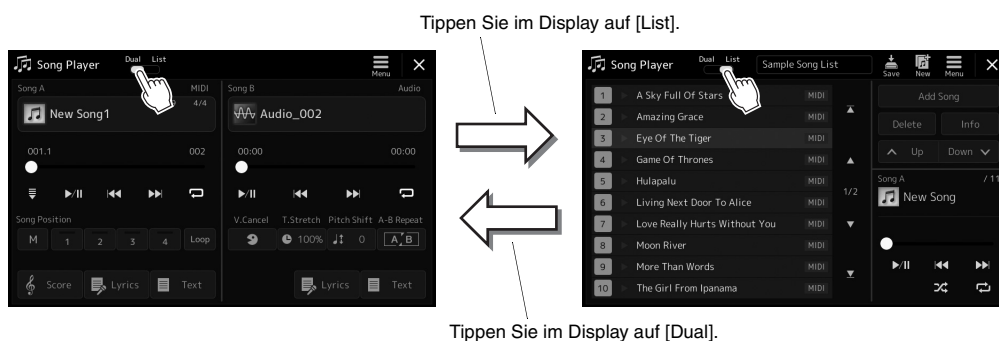 Tippen Sie im Display auf [List].
Song Player
Dual List
Menu
Song A MIDI
4/4
New Song1
001.1 002
Song Position
M 1 2 3 4 Loop
Score Lyrics Text
Song B Audio
Audio_002
00:00 00:00
V.Cancel T.Stretch Pitch Shift A-B Repeat
100% 0 A B
Lyrics Text
Song Player
Dual List
Sample Song List
Save New Menu
1 A Sky Full Of Stars MIDI
2 Amazing Grace MIDI
3 Eye Of The Tiger MIDI
4 Game Of Thrones MIDI
5 Hulapalu MIDI
6 Living Next Door To Alice MIDI
7 Love Really Hurts Without You MIDI
8 Moon River MIDI
9 More Than Words MIDI
10 The Girl From Ipanama MIDI
1/2
Add Song
Delete Info
Up Down
Song A / 11
New Song
Tippen Sie im Display auf [Dual].